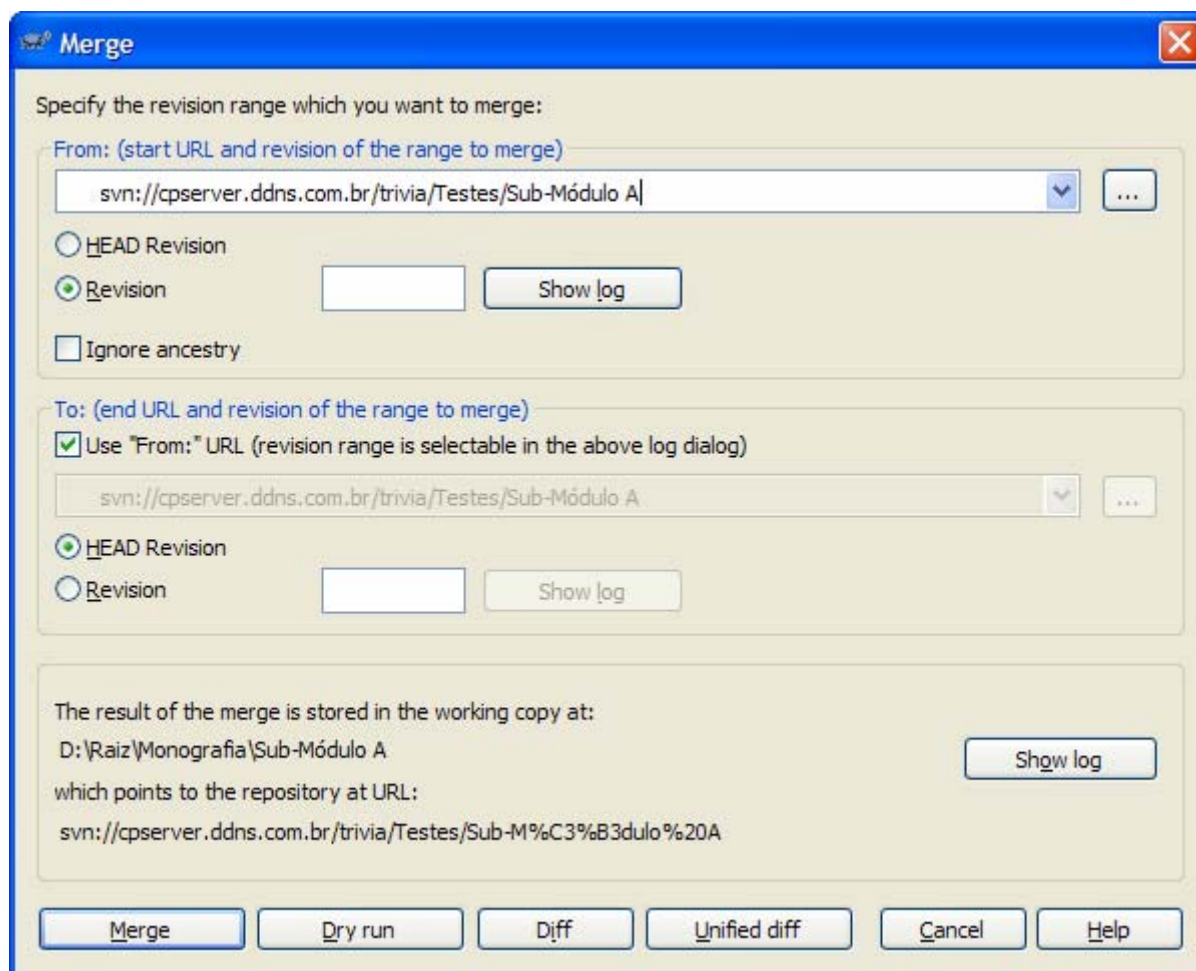 Merge
Specify the revision range which you want to merge:
From: (start URL and revision of the range to merge)
svn://cpserver.ddns.com.br/trivia/Testes/Sub-Módulo A
...
HEAD Revision
Revision
Show log
Ignore ancestry
To: (end URL and revision of the range to merge)
Use "From:" URL (revision range is selectable in the above log dialog)
svn://cpserver.ddns.com.br/trivia/Testes/Sub-Módulo A
...
HEAD Revision
Revision
Show log
The result of the merge is stored in the working copy at:
D:\Raiz\Monografia\Sub-Módulo A
Show log
which points to the repository at URL:
svn://cpserver.ddns.com.br/trivia/Testes/Sub-M%C3%B3dulo%20A
Merge
Dry run
Diff
Unified diff
Cancel
Help